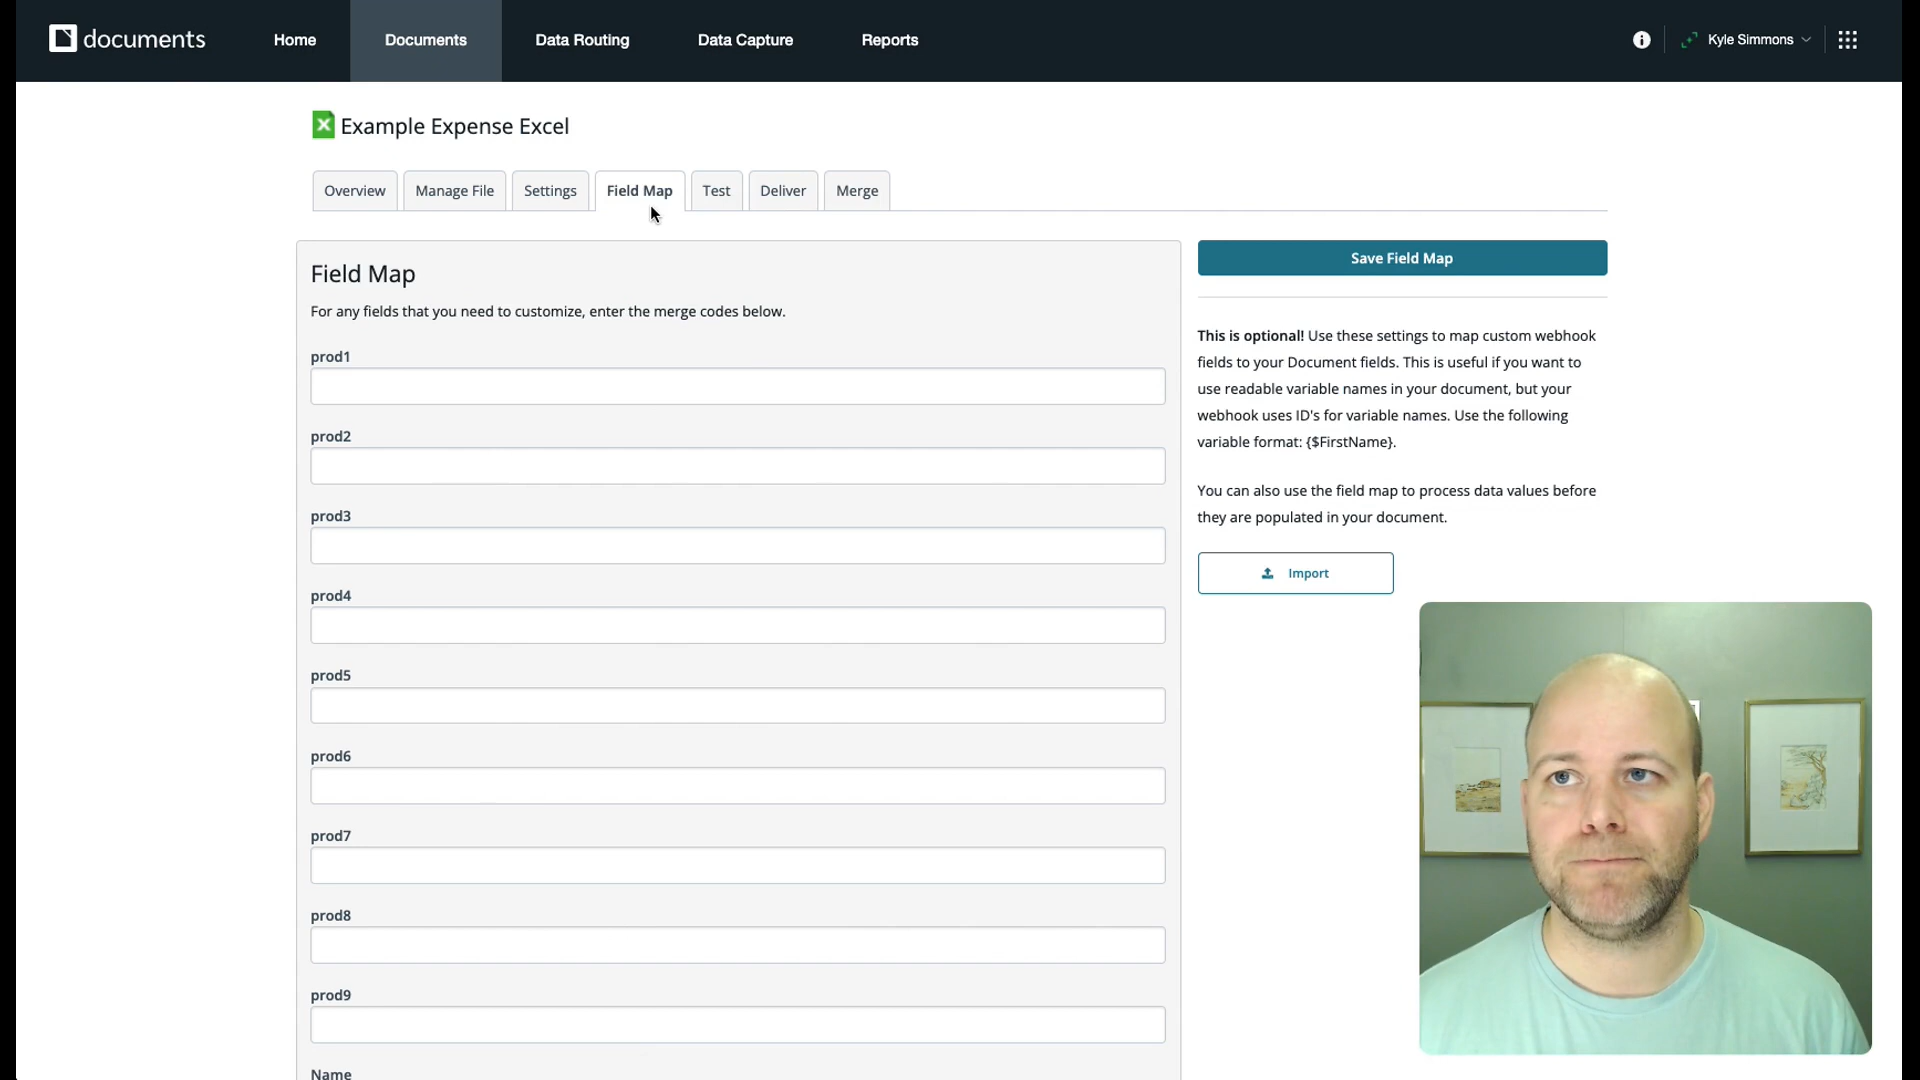 documents
Home
Documents
Data Routing
Data Capture
Reports
Kyle Simmons
Example Expense Excel
Overview
Manage File
Settings
Field Map
Test
Deliver
Merge
Field Map
For any fields that you need to customize, enter the merge codes below.
prod1
prod2
prod3
prod4
prod5
prod6
prod7
prod8
prod9
Name
Save Field Map
This is optional! Use these settings to map custom webhook
fields to your Document fields. This is useful if you want to
use readable variable names in your document, but your
webhook uses ID's for variable names. Use the following
variable format: {$FirstName}.
You can also use the field map to process data values before
they are populated in your document.
Import